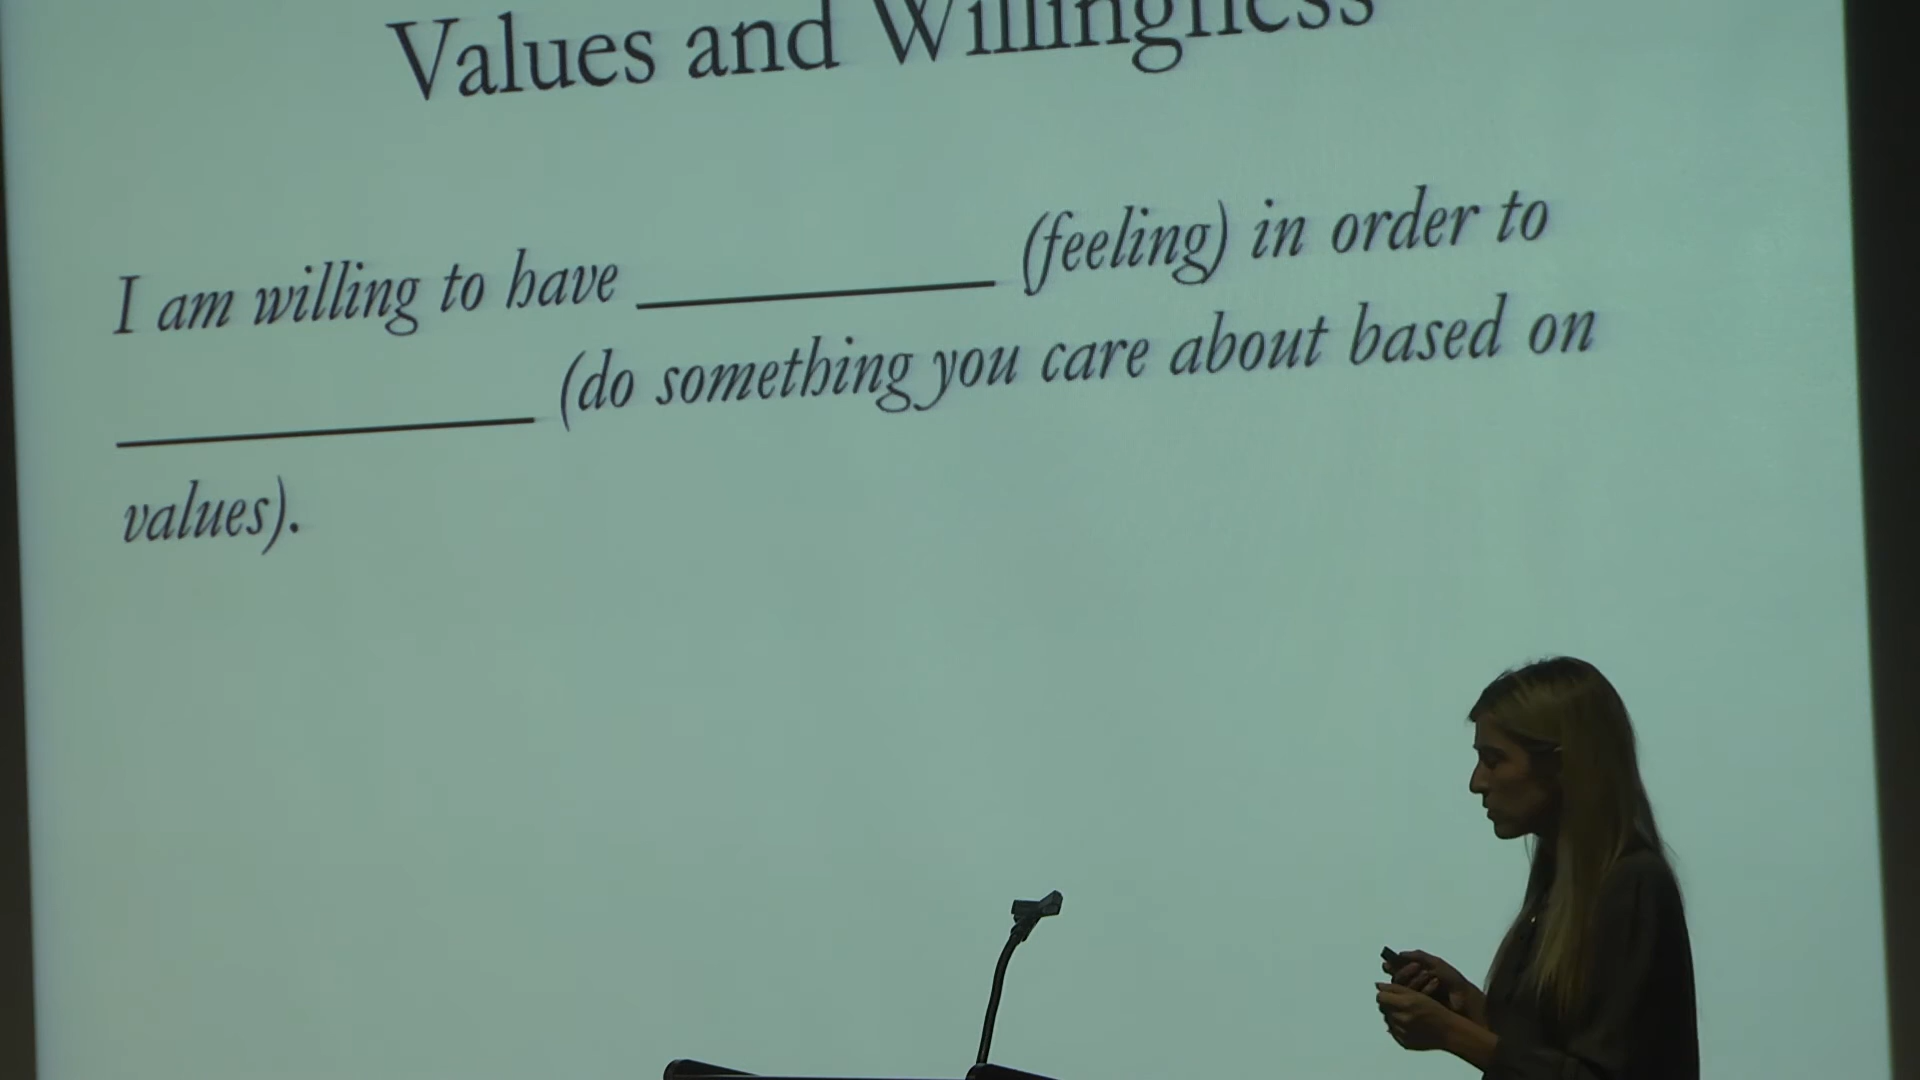 Values and Willingness
I am willing to have __________ (feeling) in order to
____________ (do something you care about based on
values).